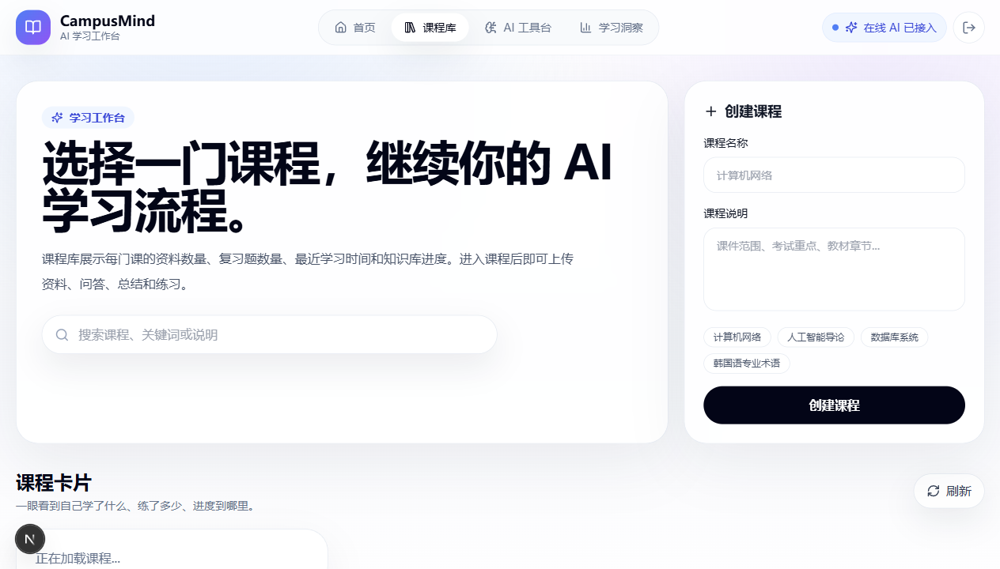 CampusMind
AI 学习工作台
首页
课程库
AI 工具台
学习洞察
在线 AI 已接入
学习工作台
选择一门课程，继续你的 AI
学习流程。
课程库展示每门课的资料数量、复习题数量、最近学习时间和知识库进度。进入课程后即可上传
资料、问答、总结和练习。
搜索课程、关键词或说明
创建课程
课程名称
计算机网络
课程说明
课件范围、考试重点、教材章节...
计算机网络
人工智能导论
数据库系统
韩国语专业术语
创建课程
课程卡片
一眼看到自己学了什么、练了多少、进度到哪里。
刷新
N
正在加载课程...